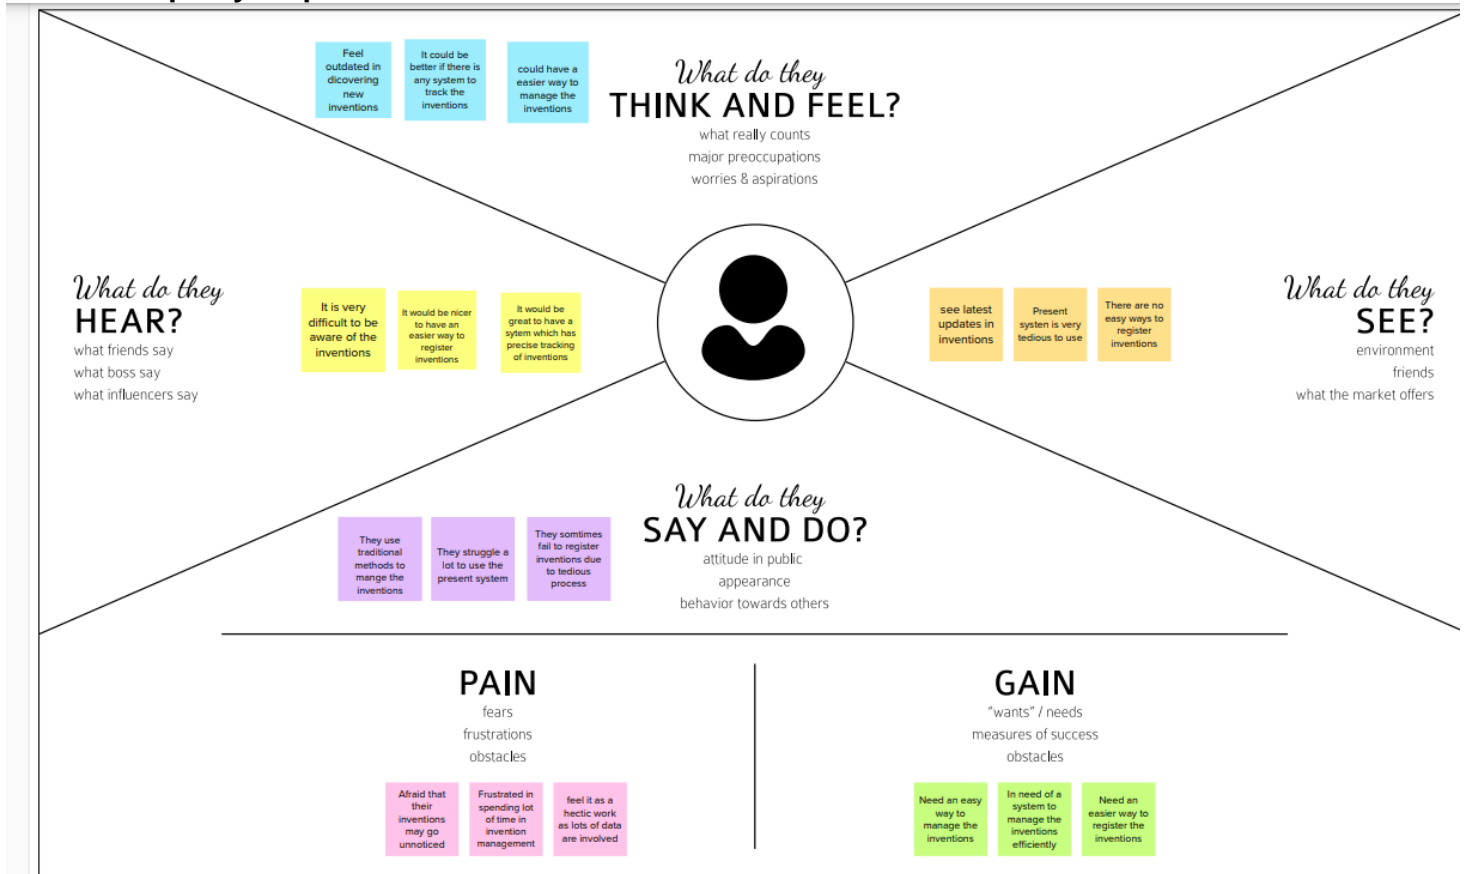 Feel
outdated in
dicovering
new
inventions
It could be
better if there is
any system to
track the
inventions
could have a
easier way to
manage the
inventions
What do they
THINK AND FEEL?
what really counts
major preoccupations
worries & aspirations
What do they
HEAR?
what friends say
what boss say
what influencers say
It is very
difficult to be
aware of the
inventions
It would be nicer
to have an
easier way to
register
inventions
It would be
great to have a
sytem which has
precise tracking
of inventions
see latest
updates in
inventions
Present
systen is very
tedious to use
There are no
easy ways to
register
inventions
What do they
SEE?
environment
friends
what the market offers
They use
traditional
methods to
mange the
inventions
They struggle a
lot to use the
present system
They somtimes
fail to register
inventions due
to tedious
process
What do they
SAY AND DO?
attitude in public
appearance
behavior towards others
PAIN
fears
frustrations
obstacles
Afraid that
their
inventions
may go
unnoticed
Frustrated in
spending lot
of time in
invention
management
feel it as a
hectic work
as lots of data
are involved
GAIN
"wants" / needs
measures of success
obstacles
Need an easy
way to
manage the
inventions
In need of a
system to
manage the
inventions
efficiently
Need an
easier way to
register the
inventions